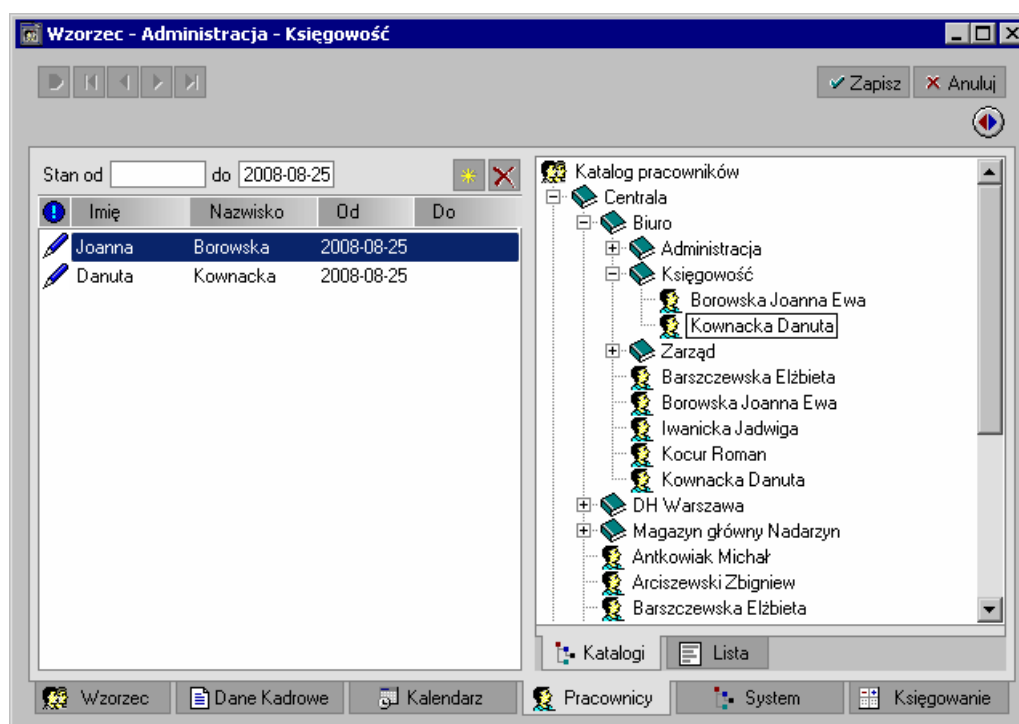 Wzorzec - Administracja - Księgowość
Zapisz Anuluj
Stan od do 2008-08-25
Imię Nazwisko Od Do
Joanna Borowska 2008-08-25
Danuta Kownacka 2008-08-25
Katalog pracowników
Centrala
Biuro
Administracja
Księgowość
Borowska Joanna Ewa
Kownacka Danuta
Zarząd
Barszczewska Elżbieta
Borowska Joanna Ewa
Iwanicka Jadwiga
Kocur Roman
Kownacka Danuta
DH Warszawa
Magazyn główny Nadarzyn
Antkowiak Michał
Arciszewski Zbigniew
Barszczewska Elżbieta
Katalogi Lista
Wzorzec Dane Kadrowe Kalendarz Pracownicy System Księgowanie